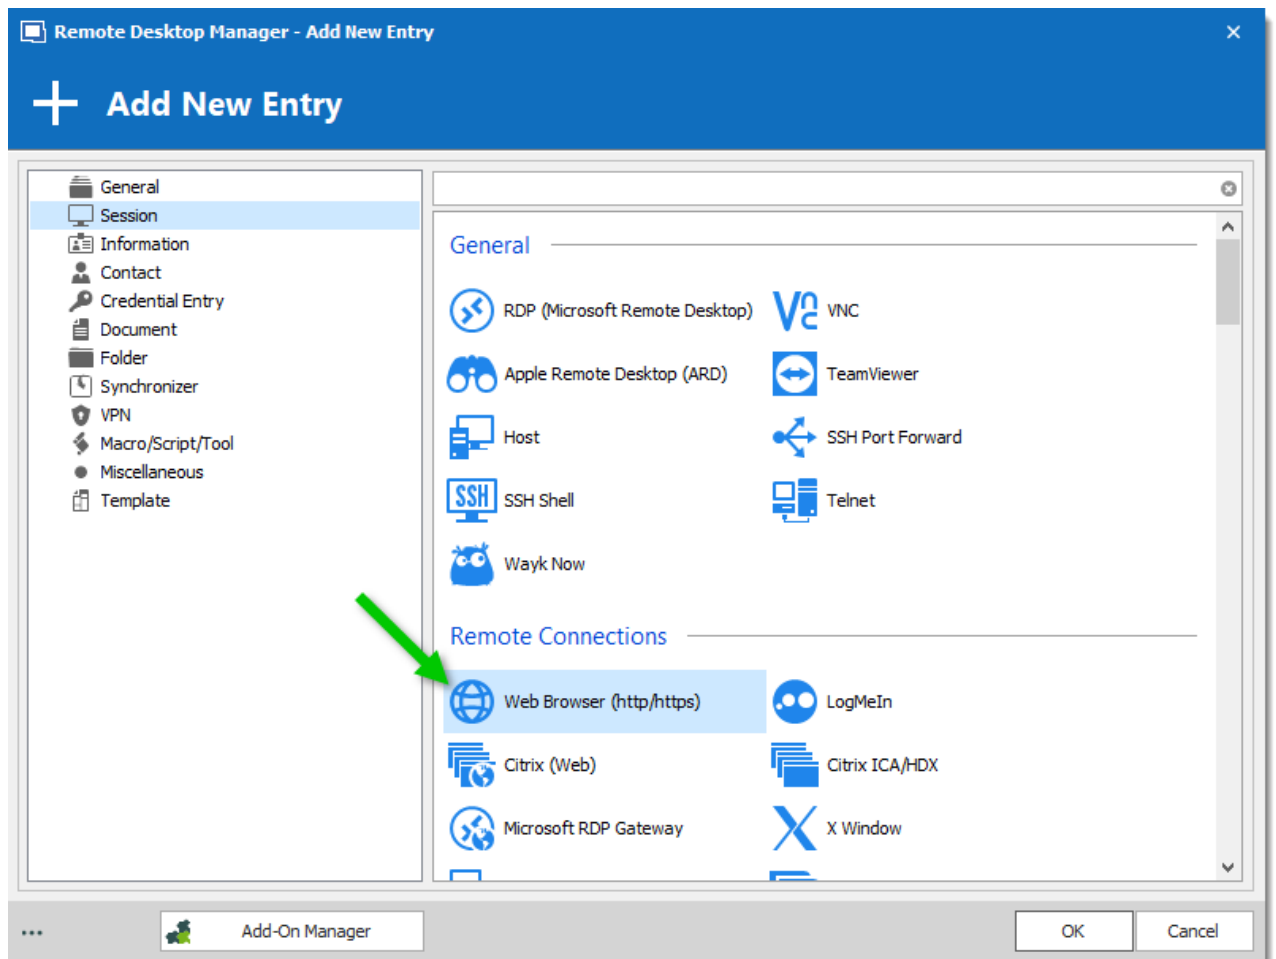 Remote Desktop Manager - Add New Entry
Add New Entry
General
Session
Information
Contact
Credential Entry
Document
Folder
Synchronizer
VPN
Macro/Script/Tool
Miscellaneous
Template
General
RDP (Microsoft Remote Desktop)
VNC
Apple Remote Desktop (ARD)
TeamViewer
Host
SSH Port Forward
SSH
SSH Shell
Telnet
Wayk Now
Remote Connections
Web Browser (http/https)
LogMeIn
Citrix (Web)
Citrix ICA/HDX
Microsoft RDP Gateway
X Window
... Add-On Manager
OK
Cancel